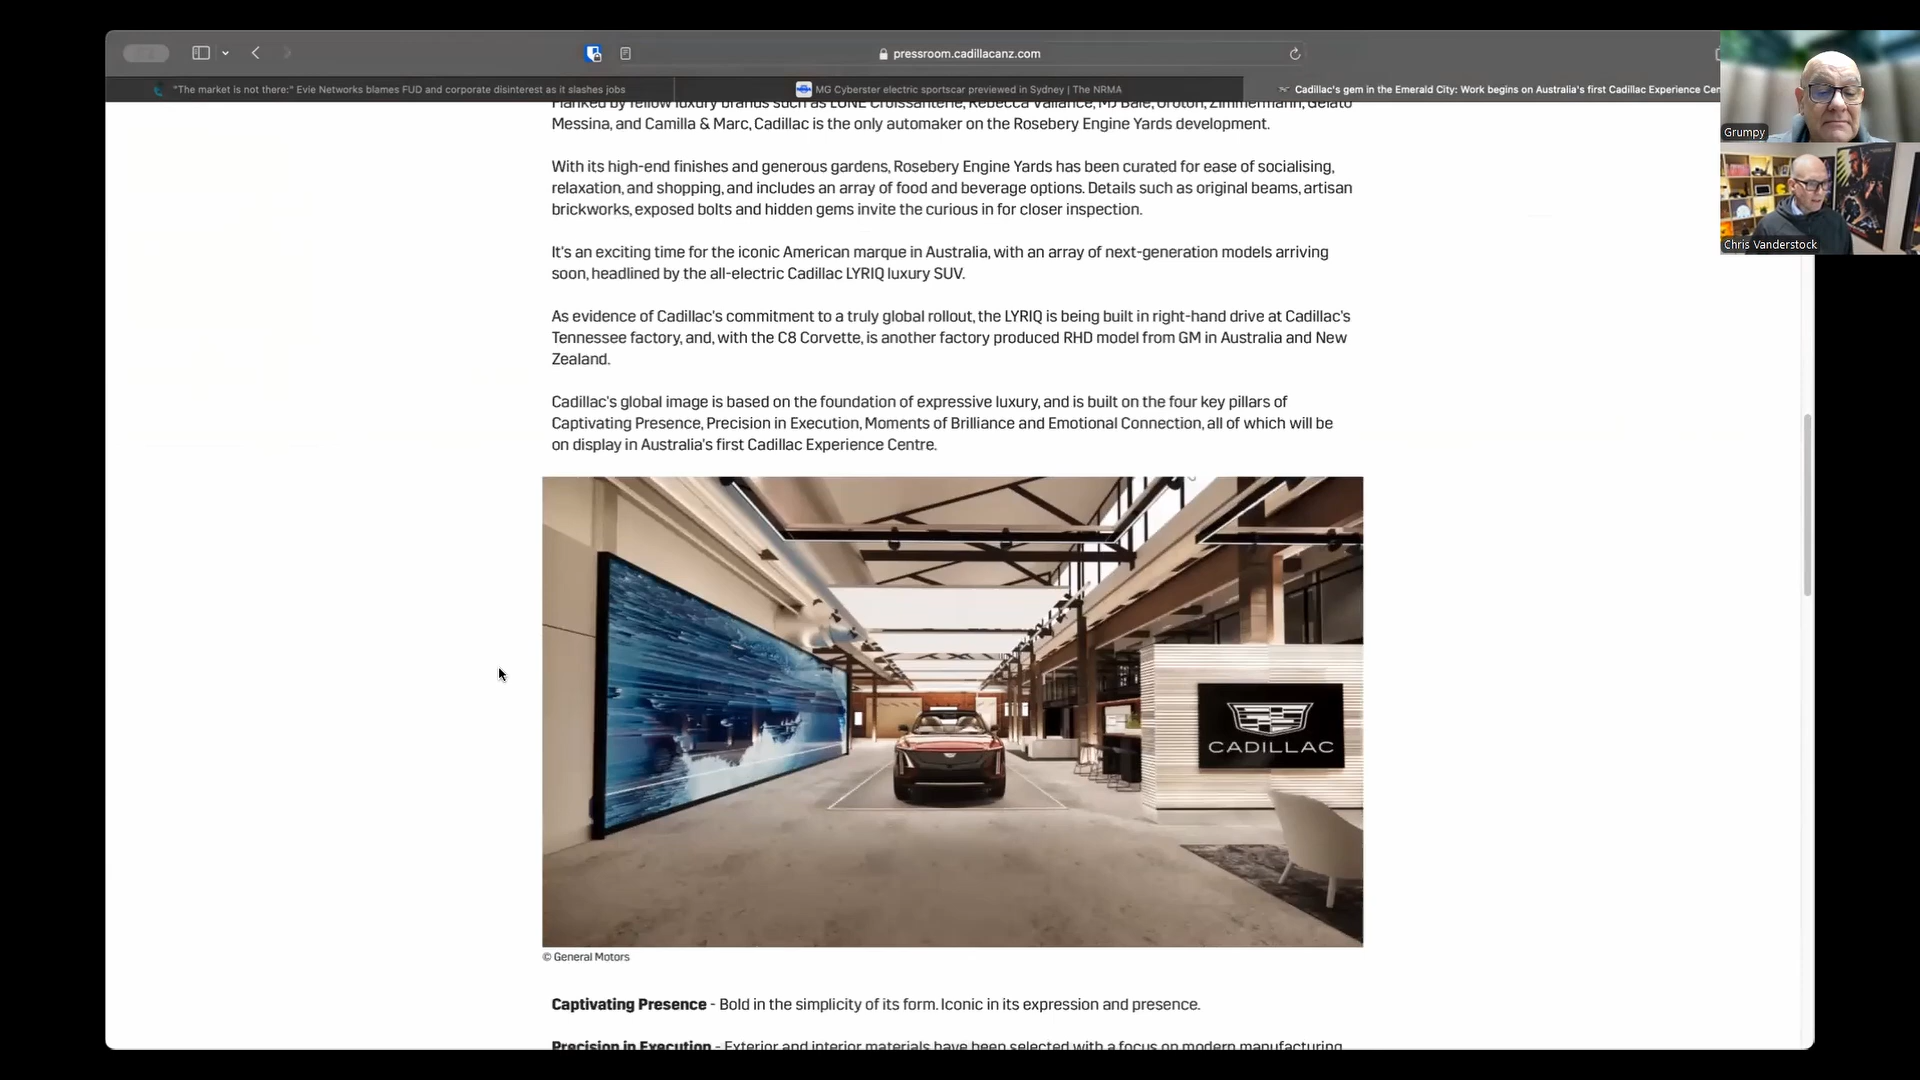 pressroom.cadillacanz.com
"The market is not there:" Evie Networks blames FUD and corporate disinterest as it slashes jobs
MG Cyberster electric sportscar previewed in Sydney | The NRMA
Cadillac's gem in the Emerald City: Work begins on Australia's first Cadillac Experience Cen
Flanked by fellow luxury brands such as LUNE Croissanterie, Rebecca Vallance, MJ Bale, Oroton, Zimmermann, Gelato
Messina, and Camilla & Marc, Cadillac is the only automaker on the Rosebery Engine Yards development.
With its high-end finishes and generous gardens, Rosebery Engine Yards has been curated for ease of socialising,
relaxation, and shopping, and includes an array of food and beverage options. Details such as original beams, artisan
brickworks, exposed bolts and hidden gems invite the curious in for closer inspection.
It's an exciting time for the iconic American marque in Australia, with an array of next-generation models arriving
soon, headlined by the all-electric Cadillac LYRIQ luxury SUV.
As evidence of Cadillac's commitment to a truly global rollout, the LYRIQ is being built in right-hand drive at Cadillac's
Tennessee factory, and, with the C8 Corvette, is another factory produced RHD model from GM in Australia and New
Zealand.
Cadillac's global image is based on the foundation of expressive luxury, and is built on the four key pillars of
Captivating Presence, Precision in Execution, Moments of Brilliance and Emotional Connection, all of which will be
on display in Australia's first Cadillac Experience Centre.
CADILLAC
© General Motors
Captivating Presence - Bold in the simplicity of its form. Iconic in its expression and presence.
Precision in Execution - Exterior and interior materials have been selected with a focus on modern manufacturing
Grumpy
Chris Vanderstock